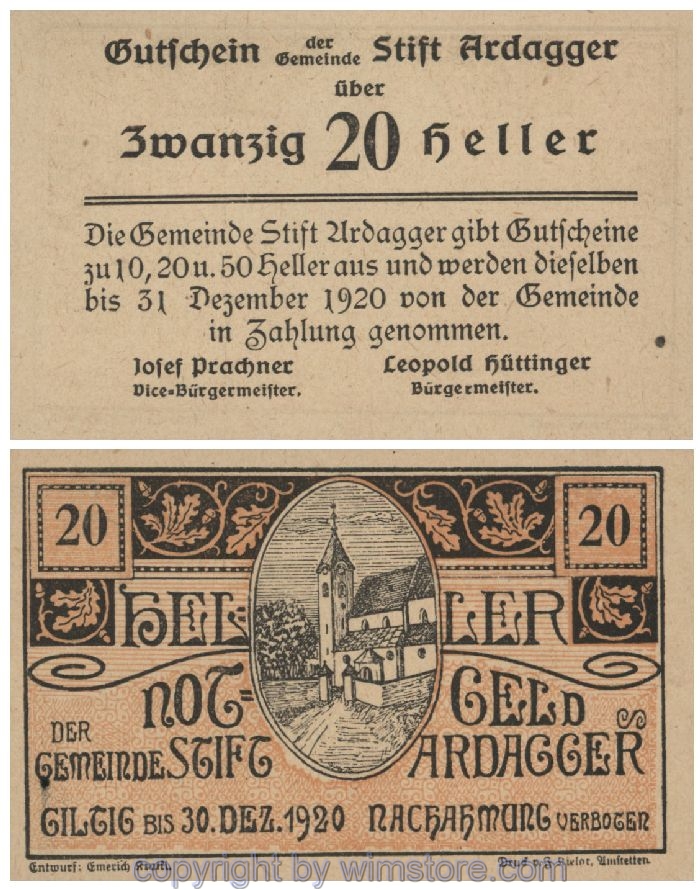 Gutschein der Gemeinde Stift Ardagger
über
Zwanzig 20 Heller
Die Gemeinde Stift Ardagger gibt Gutscheine
zu 10, 20 u. 50 Heller aus und werden dieselben
bis 31 Dezember 1920 von der Gemeinde
in Zahlung genommen.
Josef Prachner Leopold Hüttinger
Vice-Bürgermeister. Bürgermeister.
20 20
HEL-LER
NOT-GELD
DER GEMEINDE STIFT ARDAGGER
GILTIG BIS 30. DEZ. 1920 NACHAHMUNG VERBOTEN
Entwurf: Emerich Druck v. Amstetten.
copyright by wimstore.com